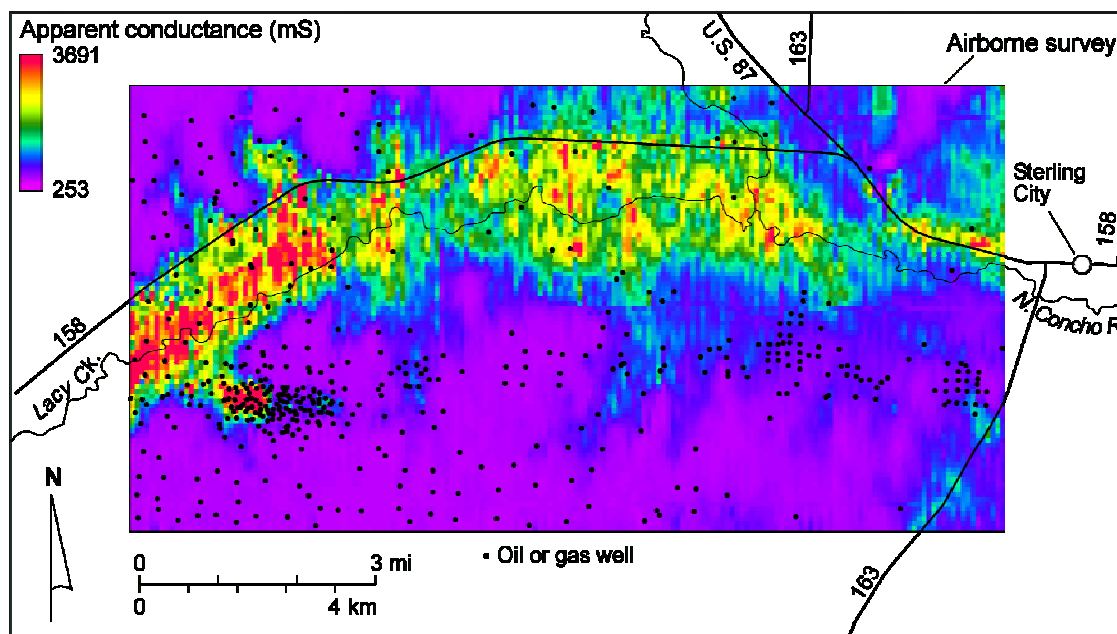 Apparent conductance (mS)
3691
253
U.S. 87
163
Airborne survey
Sterling
City
158
N. Concho R
158
Lacy Ck.
N
0
3 mi
0
4 km
Oil or gas well
163